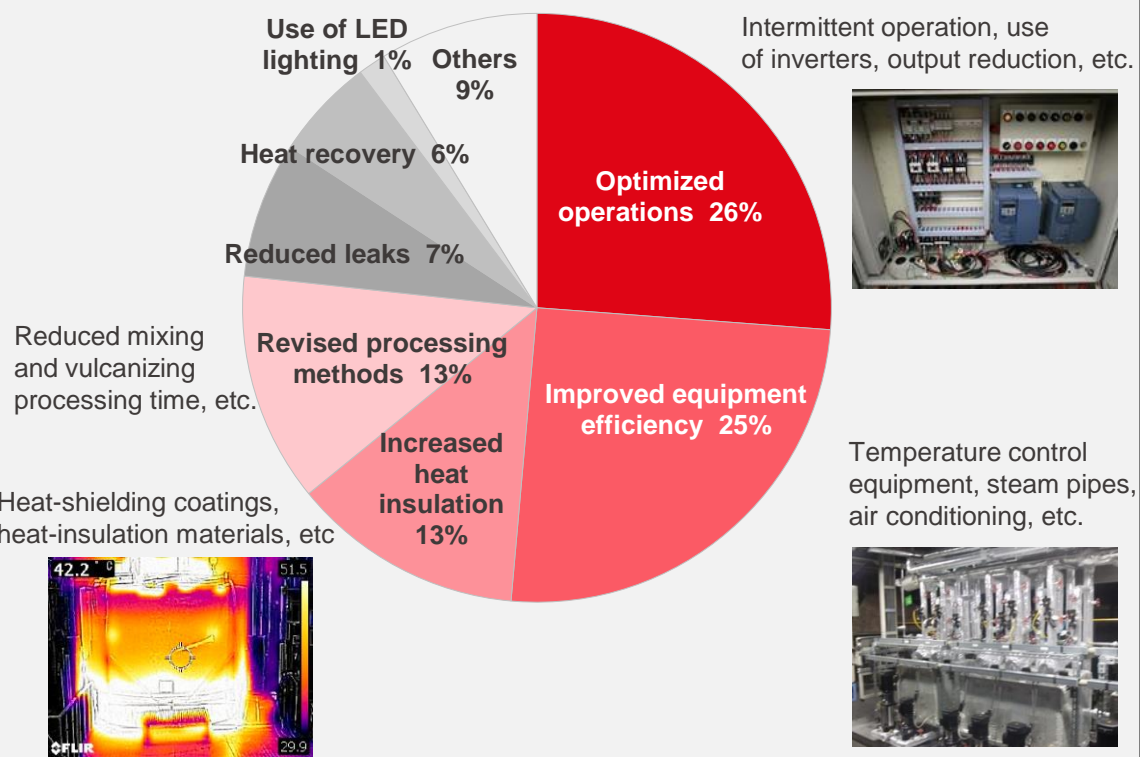 Use of LED
lighting 1%
Others
9%
Intermittent operation, use
of inverters, output reduction, etc.
Heat recovery 6%
Optimized
operations 26%
Reduced leaks 7%
Reduced mixing
and vulcanizing
processing time, etc.
Revised processing
methods 13%
Improved equipment
efficiency 25%
Increased
heat
insulation
13%
Temperature control
equipment, steam pipes,
air conditioning, etc.
Heat-shielding coatings,
heat-insulation materials, etc
42.2 °C
51.5
FLIR
29.9